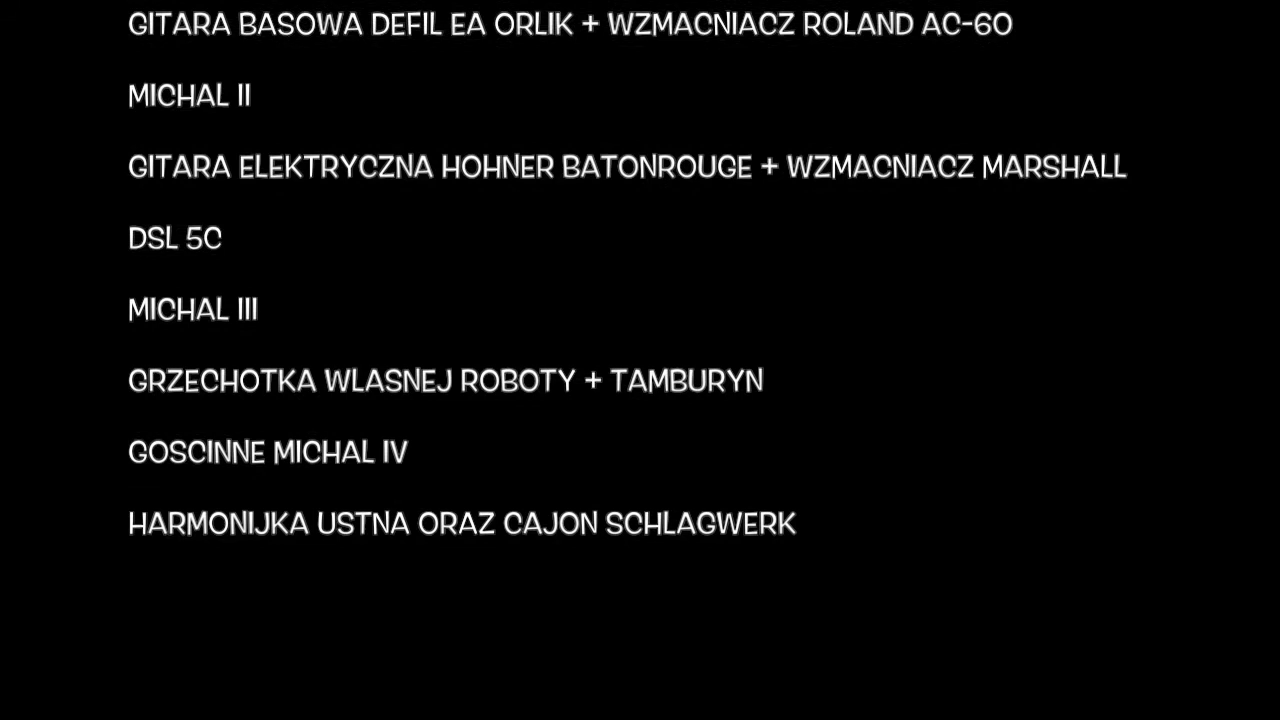 GITARA BASOWA DEFIL EA ORLIK + WZMACNIACZ ROLAND AC-60
MICHAL II
GITARA ELEKTRYCZNA HOHNER BATONROUGE + WZMACNIACZ MARSHALL
DSL 5C
MICHAL III
GRZECHOTKA WLASNEJ ROBOTY + TAMBURYN
GOSCINNE MICHAL IV
HARMONIJKA USTNA ORAZ CAJON SCHLAGWERK